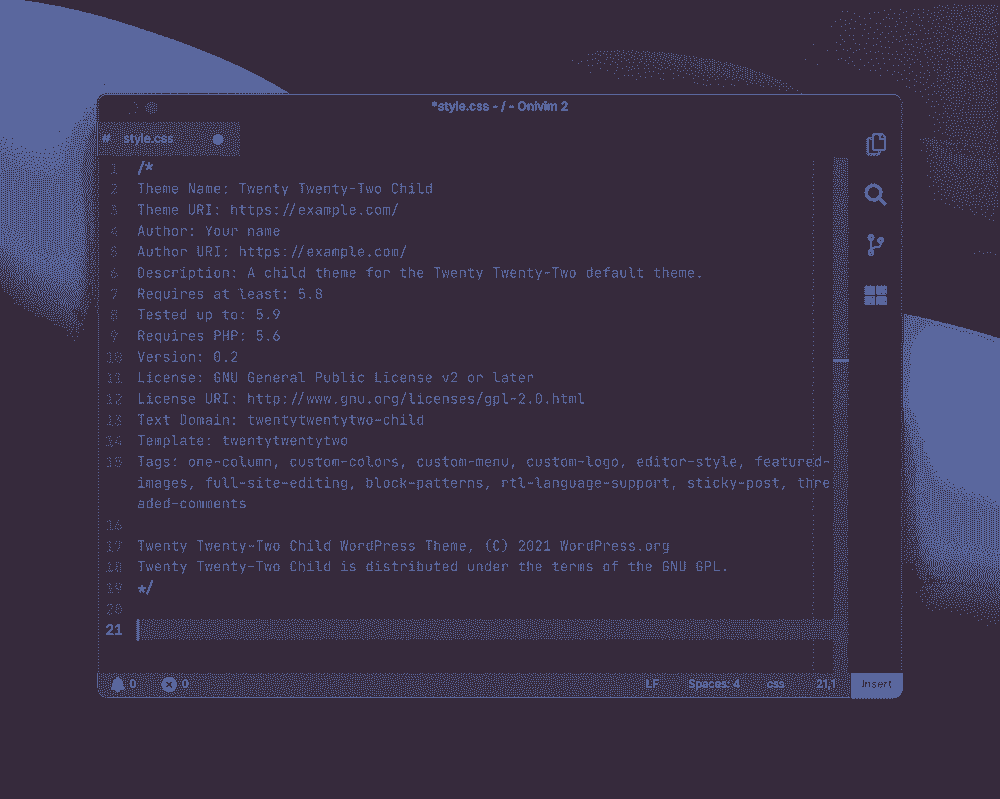 *style.css - / - Onivim 2
# style.css
1 /*
2 Theme Name: Twenty Twenty-Two Child
3 Theme URI: https://example.com/
4 Author: Your name
5 Author URI: https://example.com/
6 Description: A child theme for the Twenty Twenty-Two default theme.
7 Requires at least: 5.8
8 Tested up to: 5.9
9 Requires PHP: 5.6
10 Version: 0.2
11 License: GNU General Public License v2 or later
12 License URI: http://www.gnu.org/licenses/gpl-2.0.html
13 Text Domain: twentytwentytwo-child
14 Template: twentytwentytwo
15 Tags: one-column, custom-colors, custom-menu, custom-logo, editor-style, featured-
images, full-site-editing, block-patterns, rtl-language-support, sticky-post, thre
aded-comments
16
17 Twenty Twenty-Two Child WordPress Theme, (C) 2021 WordPress.org
18 Twenty Twenty-Two Child is distributed under the terms of the GNU GPL.
19 */
20
21
0 0 LF Spaces: 4 css 21,1 Insert